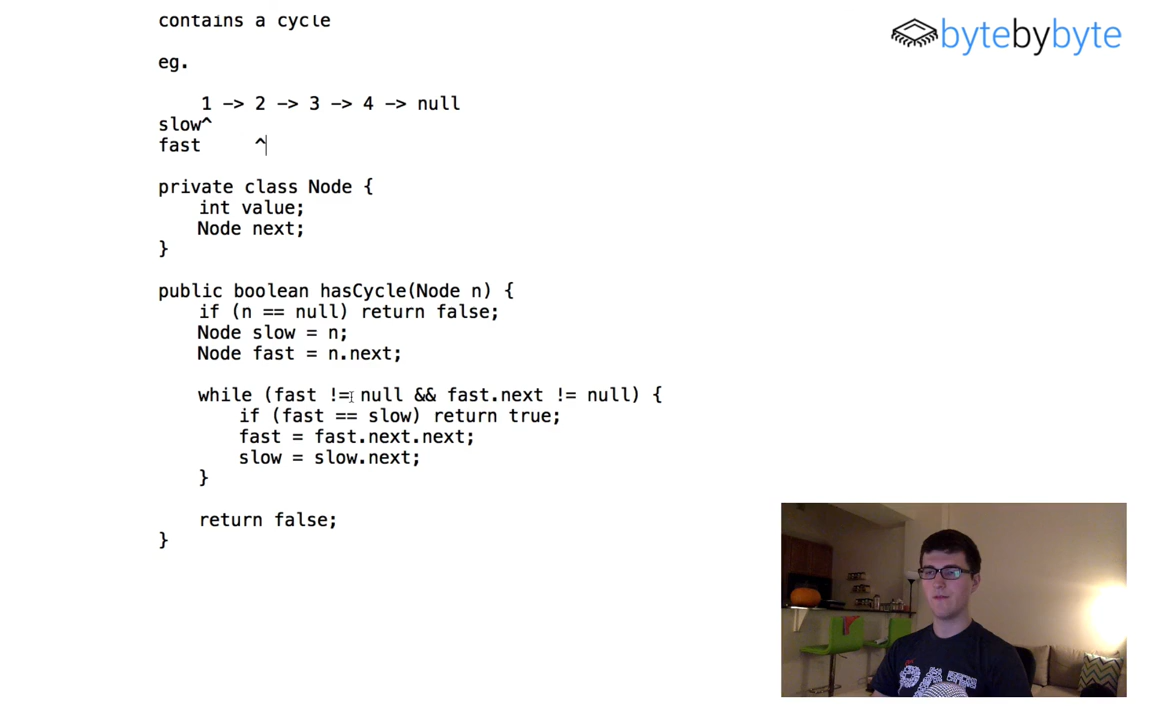 contains a cycle
bytebybyte
eg.
1 -> 2 -> 3 -> 4 -> null
slow^
fast ^
private class Node {
int value;
Node next;
}
public boolean hasCycle(Node n) {
if (n == null) return false;
Node slow = n;
Node fast = n.next;
while (fast != null && fast.next != null) {
if (fast == slow) return true;
fast = fast.next.next;
slow = slow.next;
}
return false;
}